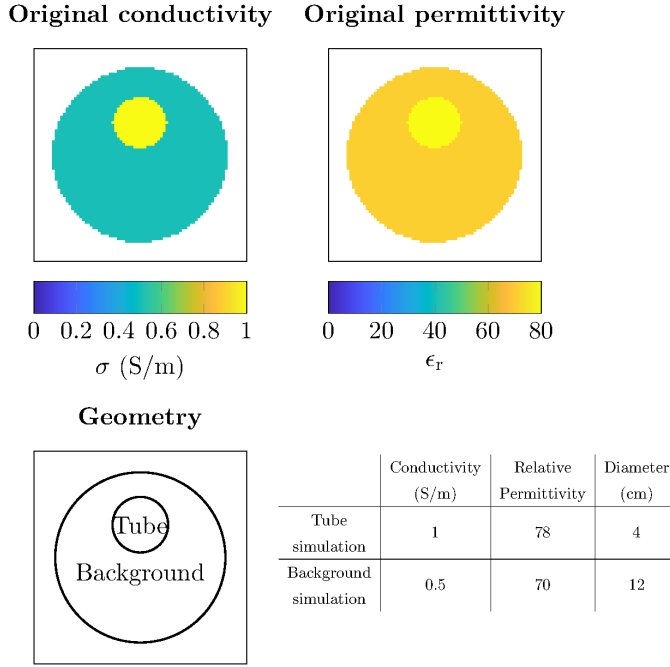 Original conductivity
Original permittivity
0 0.2 0.4 0.6 0.8 1
σ (S/m)
0 20 40 60 80
ϵr
Geometry
Tube
Background
Conductivity (S/m) Relative Permittivity Diameter (cm)
Tube simulation 1 78 4
Background simulation 0.5 70 12